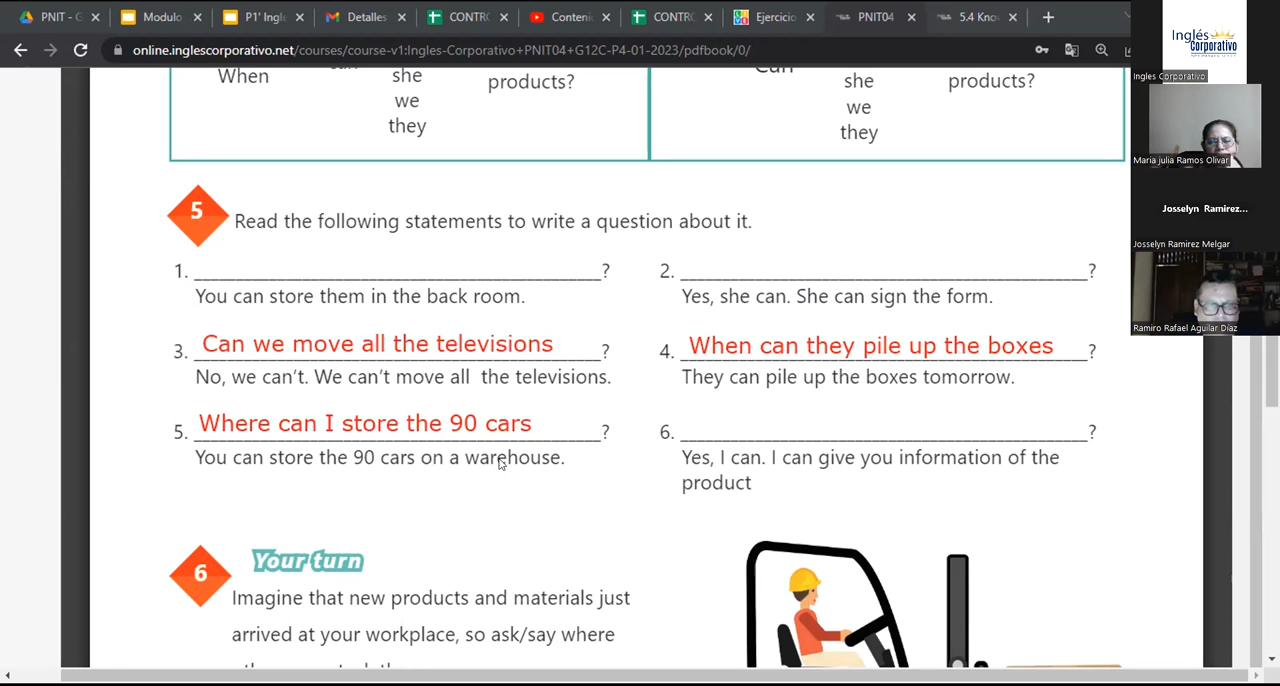 PNIT - G
Modulo
P1' Ingle
Detalles
CONTRO
Conteni
CONTRO
Ejercicio
PNIT04
5.4 Kno
online.inglescorporativo.net/courses/course-v1:Ingles-Corporativo+PNIT04+G12C-P4-01-2023/pdfbook/0/
Inglés
Corporativo
Ingles Corporativo
Maria julia Ramos Olivar
Josselyn Ramirez...
Josselyn Ramirez Melgar
Ramiro Rafael Aguilar Díaz
When
she
we
they
products?
Can
she
we
they
products?
5 Read the following statements to write a question about it.
1. ?
You can store them in the back room.
2. ?
Yes, she can. She can sign the form.
3. Can we move all the televisions ?
No, we can't. We can't move all the televisions.
4. When can they pile up the boxes ?
They can pile up the boxes tomorrow.
5. Where can I store the 90 cars ?
You can store the 90 cars on a warehouse.
6. ?
Yes, I can. I can give you information of the
product
6 Your turn
Imagine that new products and materials just
arrived at your workplace, so ask/say where